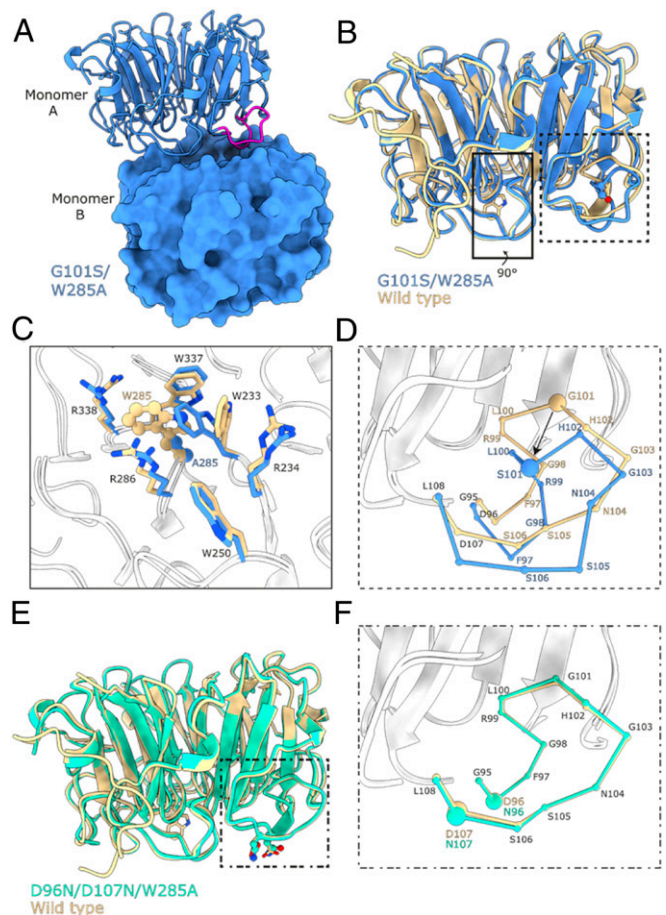 A
Monomer
A
Monomer
B
G101S/
W285A
B
90°
G101S/W285A
Wild type
C
W337
R338
W285
W233
A285
R286
R234
W250
D
G101
L100
H102
R99
H102
L100
G98
G103
S101
R99
G103
L108
G95
N104
D96
F97
N104
G98
S106
S105
D107
F97
S105
S106
E
D96N/D107N/W285A
Wild type
F
G101
L100
H102
R99
G103
G98
G95
F97
L108
D96
N96
N104
D107
S105
N107
S106